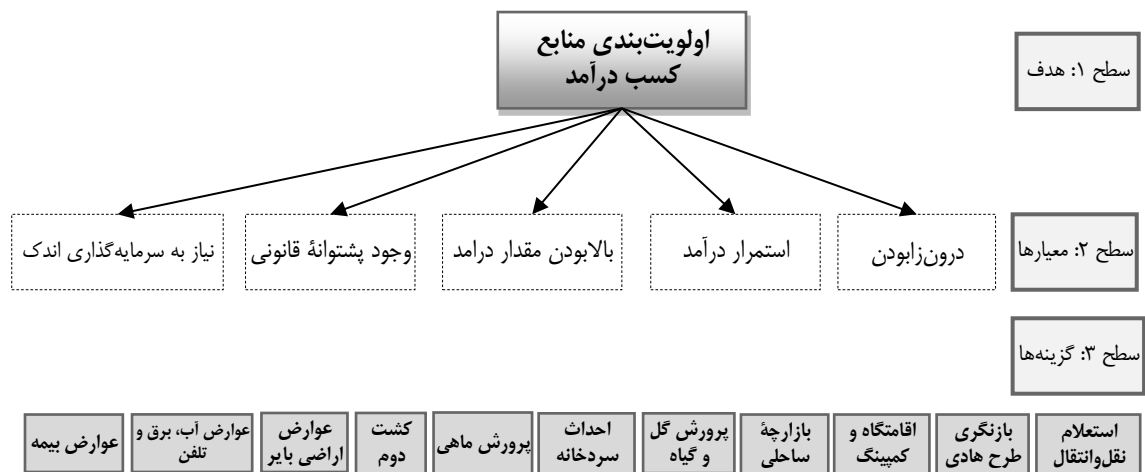 اولویت‌بندی منابع
کسب درآمد
سطح ۱: هدف
سطح ۲: معیارها
درون‌زابودن
استمرار درآمد
بالابودن مقدار درامد
وجود پشتوانهٔ قانونی
نیاز به سرمایه‌گذاری اندک
سطح ۳: گزینه‌ها
استعلام
نقل‌وانتقال
بازنگری
طرح هادی
اقامتگاه و
کمپینگ
بازارچهٔ
ساحلی
پرورش گل
و گیاه
احداث
سردخانه
پرورش ماهی
کشت
دوم
عوارض
اراضی بایر
عوارض آب، برق و
تلفن
عوارض بیمه